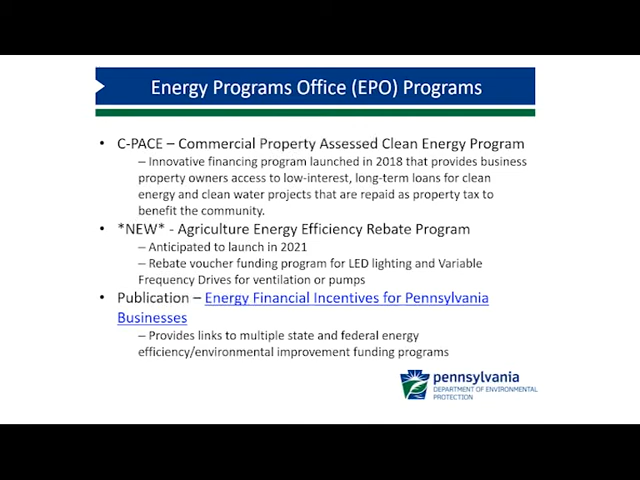 Energy Programs Office (EPO) Programs
• C-PACE – Commercial Property Assessed Clean Energy Program
– Innovative financing program launched in 2018 that provides business
property owners access to low-interest, long-term loans for clean
energy and clean water projects that are repaid as property tax to
benefit the community.
• *NEW* - Agriculture Energy Efficiency Rebate Program
– Anticipated to launch in 2021
– Rebate voucher funding program for LED lighting and Variable
Frequency Drives for ventilation or pumps
• Publication – Energy Financial Incentives for Pennsylvania
Businesses
– Provides links to multiple state and federal energy
efficiency/environmental improvement funding programs
pennsylvania
DEPARTMENT OF ENVIRONMENTAL
PROTECTION